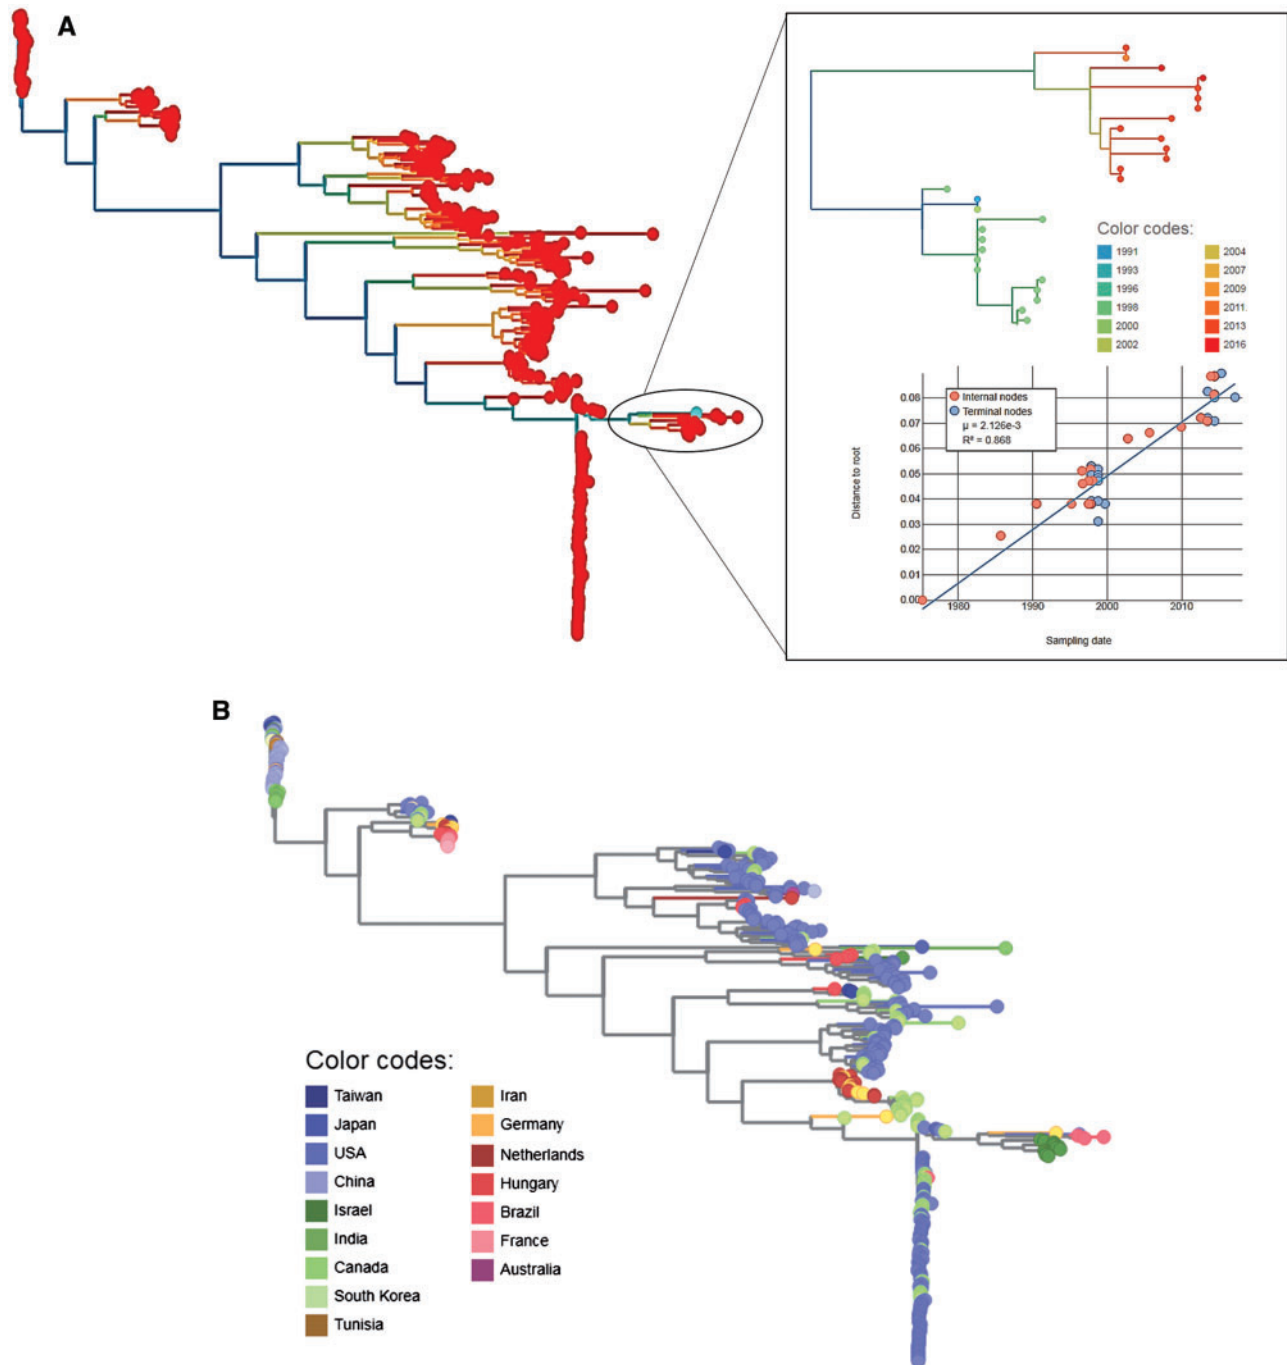 A
Color codes:
1991
1993
1996
1998
2000
2002
2004
2007
2009
2011.
2013
2016
Internal nodes
Terminal nodes
μ = 2.126e-3
R² = 0.868
0.08
0.07
0.06
0.05
0.04
0.03
0.02
0.01
0.00
Distance to root
1980 1990 2000 2010
Sampling date
B
Color codes:
Taiwan
Japan
USA
China
Israel
India
Canada
South Korea
Tunisia
Iran
Germany
Netherlands
Hungary
Brazil
France
Australia